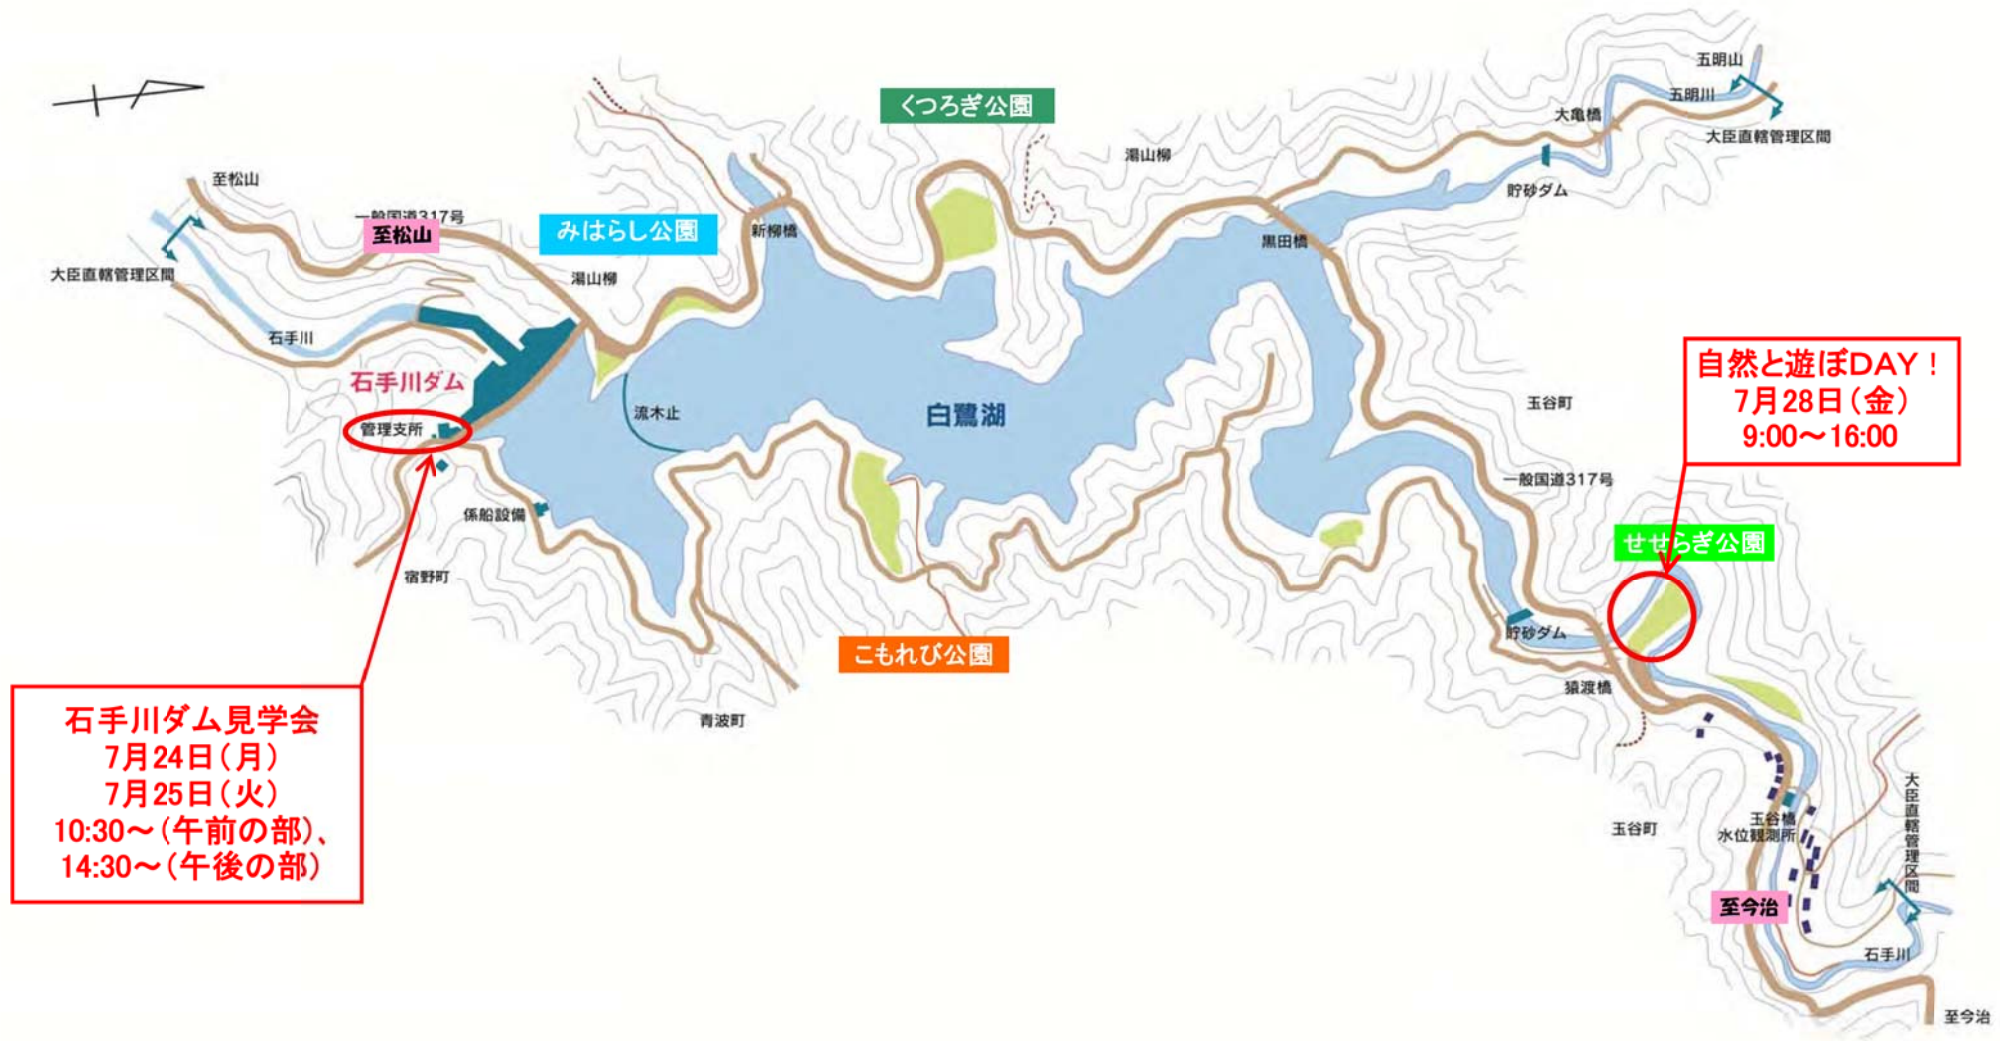 五明山
五明川
大亀橋
大臣直轄管理区間
くつろぎ公園
湯山柳
貯砂ダム
至松山
一般国道317号
至松山
みはらし公園
新柳橋
黒田橋
大臣直轄管理区間
湯山柳
石手川
石手川ダム
管理支所
流木止
白鷺湖
玉谷町
自然と遊ぼDAY！
7月28日（金）
9:00～16:00
一般国道317号
係船設備
せせらぎ公園
宿野町
貯砂ダム
こもれび公園
猿渡橋
青波町
石手川ダム見学会
7月24日（月）
7月25日（火）
10:30～（午前の部）、
14:30～（午後の部）
玉谷町
玉谷橋
水位観測所
大臣直轄管理区間
至今治
石手川
至今治